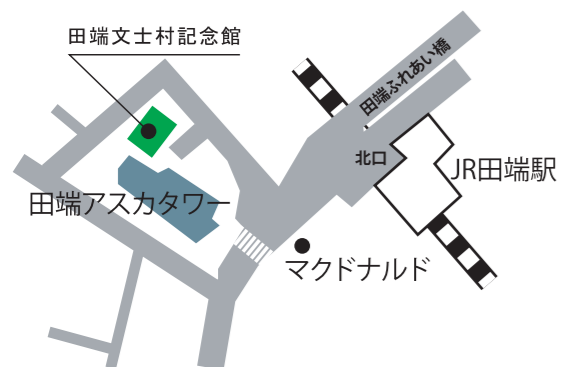 田端文士村記念館
田端ふれあい橋
北口
JR田端駅
田端アスカタワー
マクドナルド